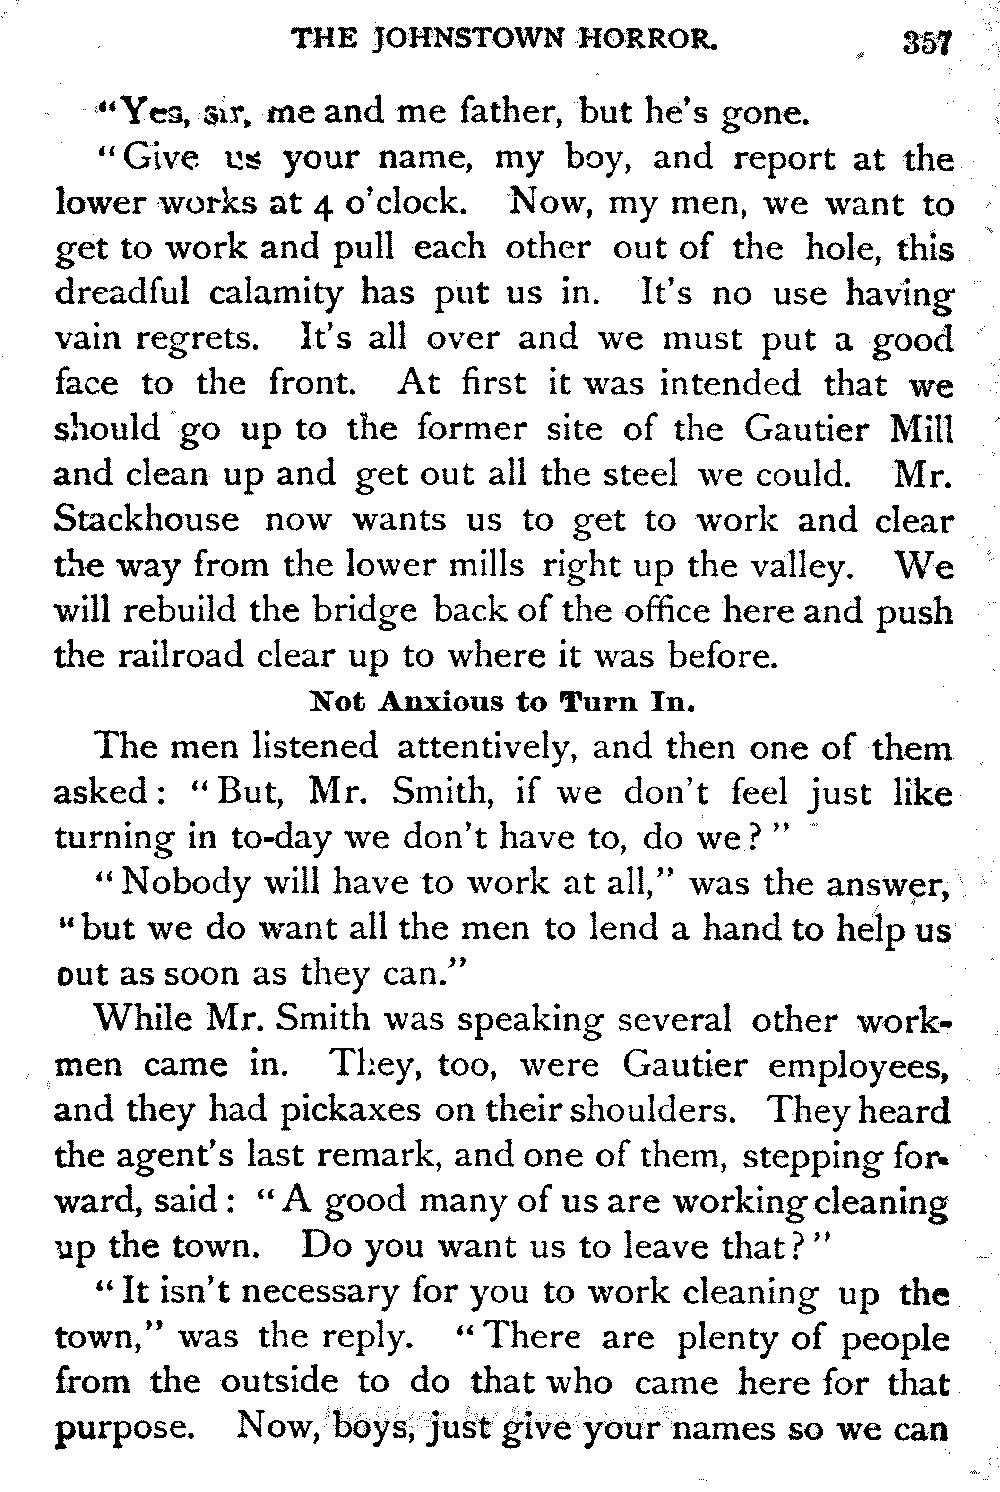 THE JOHNSTOWN HORROR. 357
"Yes, sir, me and me father, but he's gone.
"Give us your name, my boy, and report at the
lower works at 4 o'clock. Now, my men, we want to
get to work and pull each other out of the hole, this
dreadful calamity has put us in. It's no use having
vain regrets. It's all over and we must put a good
face to the front. At first it was intended that we
should go up to the former site of the Gautier Mill
and clean up and get out all the steel we could. Mr.
Stackhouse now wants us to get to work and clear
the way from the lower mills right up the valley. We
will rebuild the bridge back of the office here and push
the railroad clear up to where it was before.
Not Anxious to Turn In.
The men listened attentively, and then one of them
asked: "But, Mr. Smith, if we don't feel just like
turning in to-day we don't have to, do we?"
"Nobody will have to work at all," was the answer,
"but we do want all the men to lend a hand to help us
out as soon as they can."
While Mr. Smith was speaking several other work-
men came in. They, too, were Gautier employees,
and they had pickaxes on their shoulders. They heard
the agent's last remark, and one of them, stepping for-
ward, said: "A good many of us are working cleaning
up the town. Do you want us to leave that?"
"It isn't necessary for you to work cleaning up the
town," was the reply. "There are plenty of people
from the outside to do that who came here for that
purpose. Now, boys, just give your names so we can